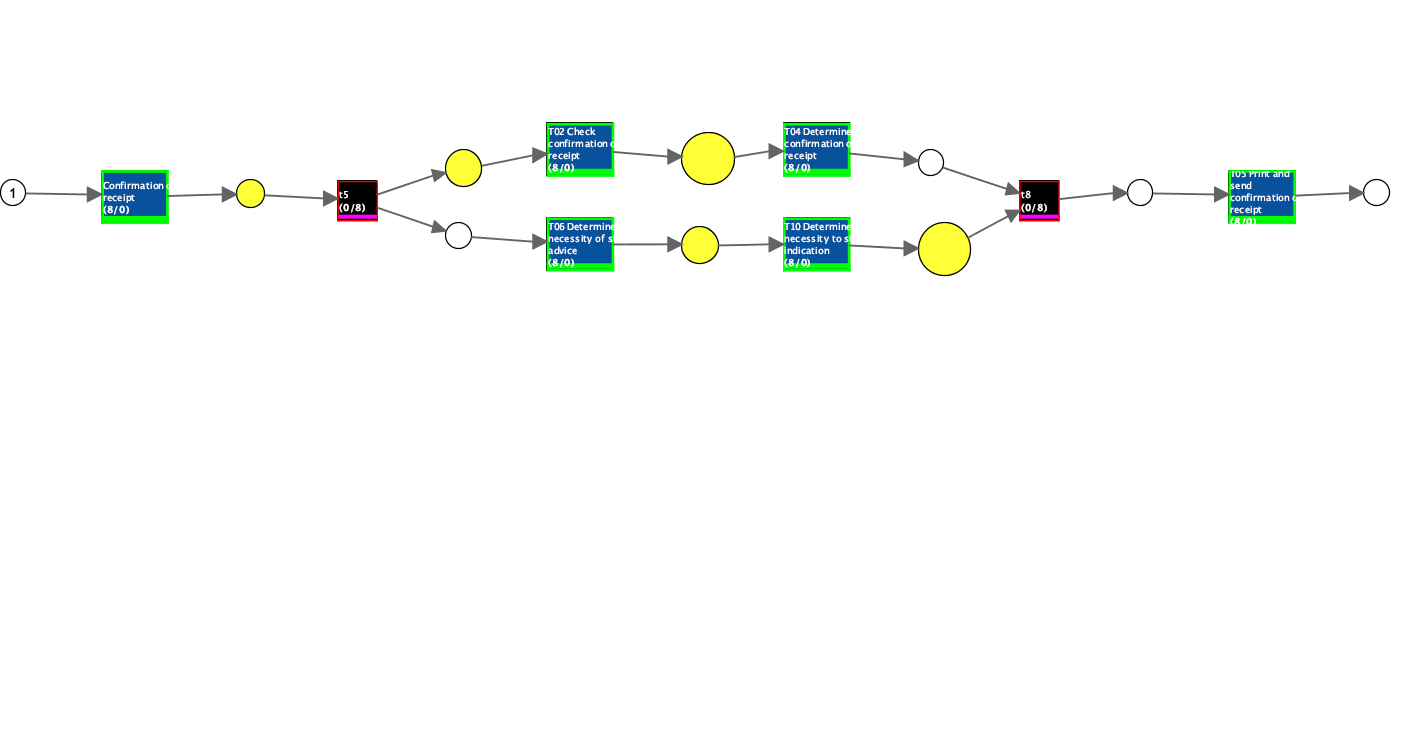 1
Confirmation
receipt
(8/0)
t5
(0/8)
T02 Check
confirmation
receipt
(8/0)
T04 Determine
confirmation
receipt
(8/0)
T06 Determine
necessity of s
advice
(8/0)
T10 Determine
necessity to s
indication
(8/0)
t8
(0/8)
T05 Print and
send
confirmation
receipt
(8/0)